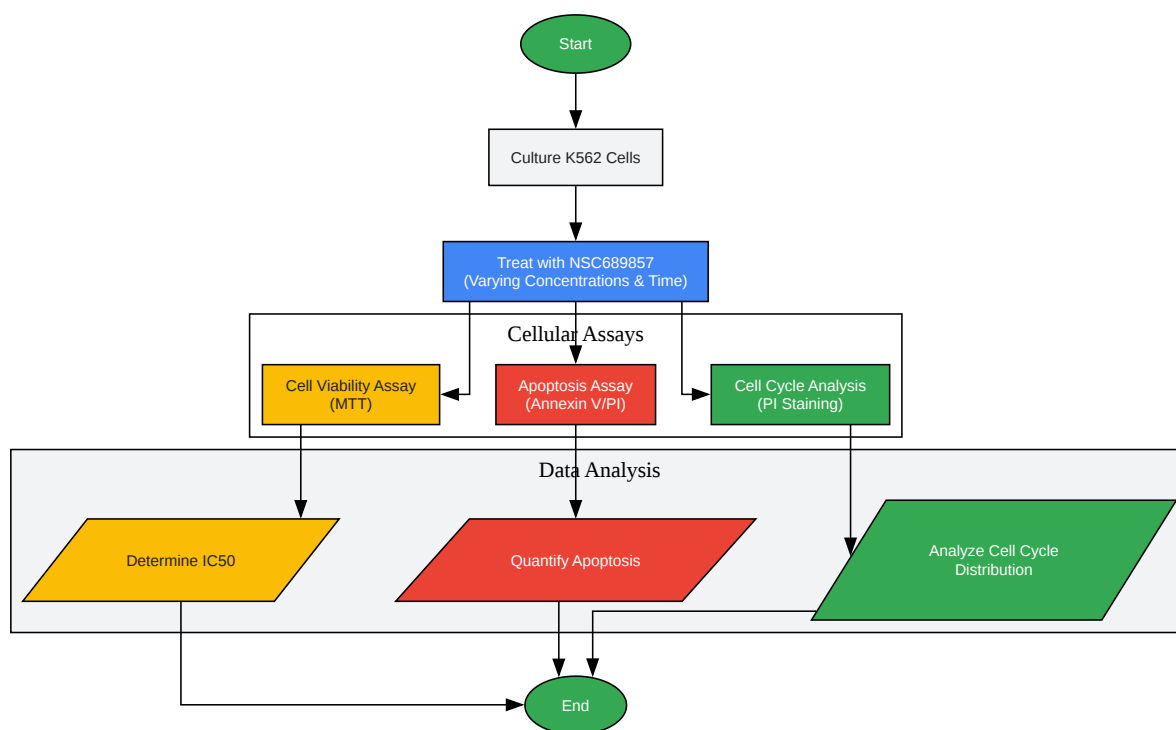 Start
Culture K562 Cells
Treat with NSC689857
(Varying Concentrations & Time)
Cellular Assays
Cell Viability Assay
(MTT)
Apoptosis Assay
(Annexin V/PI)
Cell Cycle Analysis
(PI Staining)
Data Analysis
Determine IC50
Quantify Apoptosis
Analyze Cell Cycle
Distribution
End